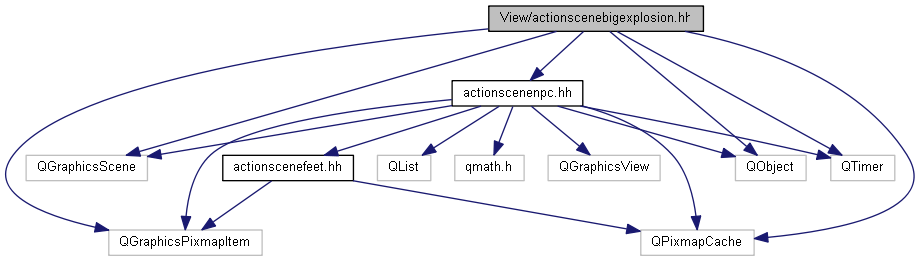 View/actionscenebigexplosion.hh
actionscenenpc.hh
QGraphicsScene
actionscenefeet.hh
QList
qmath.h
QGraphicsView
QObject
QTimer
QGraphicsPixmapItem
QPixmapCache